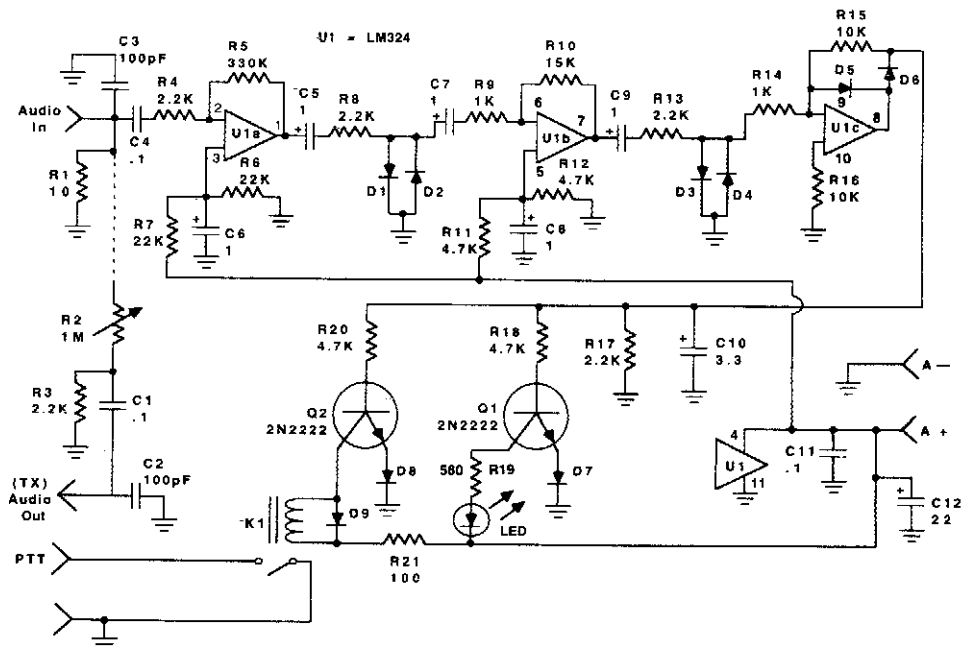 U1 = LM324
C3
100pF
R4
2.2K
R5
330K
Audio
In
C4
.1
2
3
1
U1a
R1
10
R6
22K
R7
22K
+
C6
1
C5
+ 1
R8
2.2K
D1
D2
C7
1
R9
1K
R10
15K
6
5
7
U1b
R12
4.7K
R11
4.7K
+
C8
1
C9
+ 1
R13
2.2K
D3
D4
R14
1K
R15
10K
D5
D6
9
8
10
U1c
R16
10K
R2
1M
R3
2.2K
C1
.1
C2
100pF
(TX)
Audio
Out
R20
4.7K
R18
4.7K
R17
2.2K
+
C10
3.3
A –
A +
Q2
2N2222
Q1
2N2222
D8
D7
560
R19
LED
4
U1
11
C11
.1
+
C12
22
K1
D9
R21
100
PTT